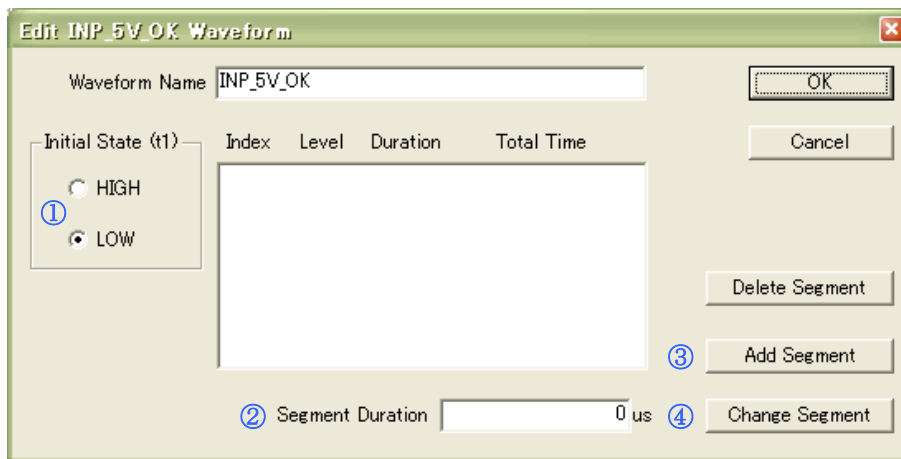 Edit INP_5V_OK Waveform
Waveform Name INP_5V_OK OK
Initial State (t1) Index Level Duration Total Time Cancel
HIGH
①
LOW
Delete Segment
③ Add Segment
② Segment Duration 0 us ④ Change Segment